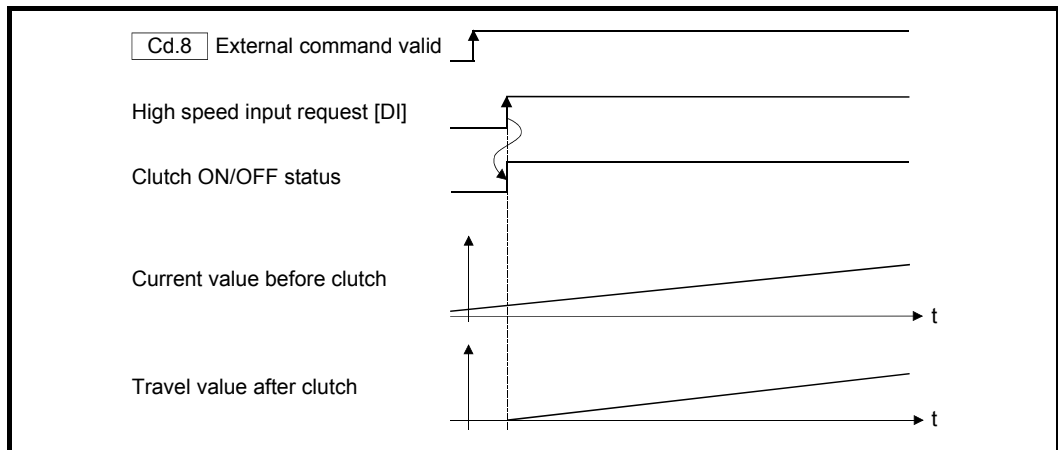 Cd.8 External command valid
High speed input request [DI]
Clutch ON/OFF status
Current value before clutch
t
Travel value after clutch
t